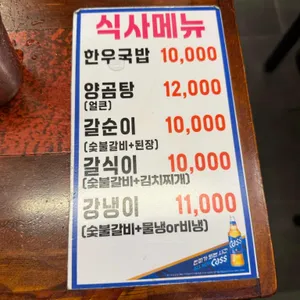 식사메뉴
한우국밥 10,000
양곰탕 12,000
(얼큰)
갈순이 10,000
(숯불갈비+된장)
갈식이 10,000
(숯불갈비+김치찌개)
강냉이 11,000
(숯불갈비+물냉or비냉)
Cass